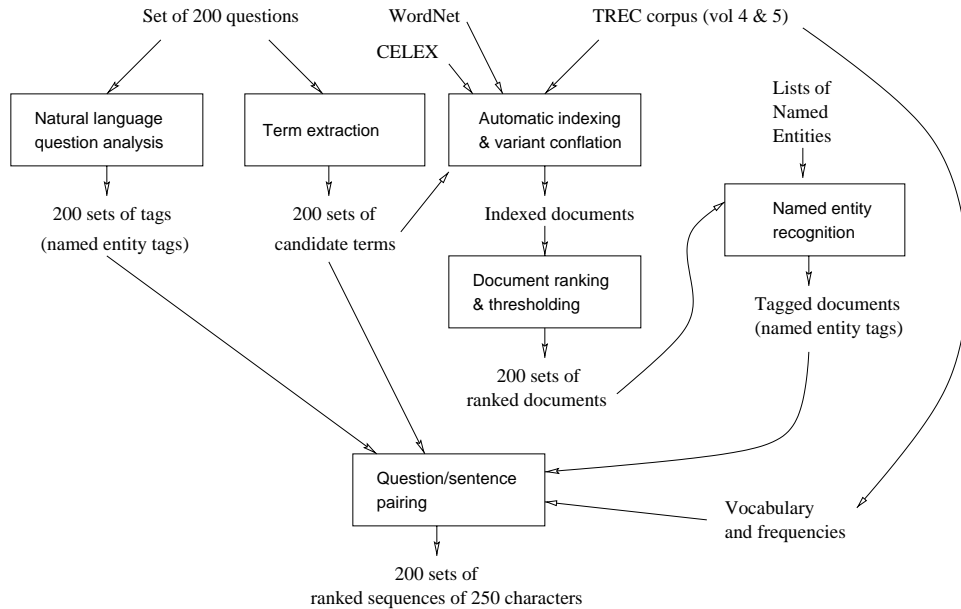 Set of 200 questions
WordNet
TREC corpus (vol 4 & 5)
CELEX
Natural language
question analysis
Term extraction
Automatic indexing
& variant conflation
Lists of
Named
Entities
200 sets of tags
(named entity tags)
200 sets of
candidate terms
Indexed documents
Named entity
recognition
Document ranking
& thresholding
Tagged documents
(named entity tags)
200 sets of
ranked documents
Question/sentence
pairing
Vocabulary
and frequencies
200 sets of
ranked sequences of 250 characters